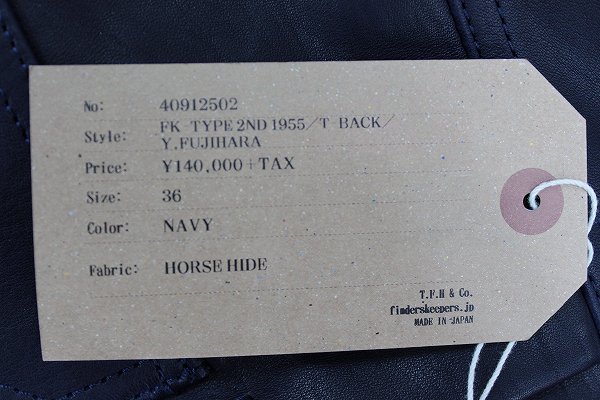 No: 40912502
Style: FK-TYPE 2ND 1955/T-BACK/
Y.FUJIHARA
Price: ¥140,000+TAX
Size: 36
Color: NAVY
Fabric: HORSE HIDE
T.F.H & Co.
finderskeepers.jp
MADE IN JAPAN